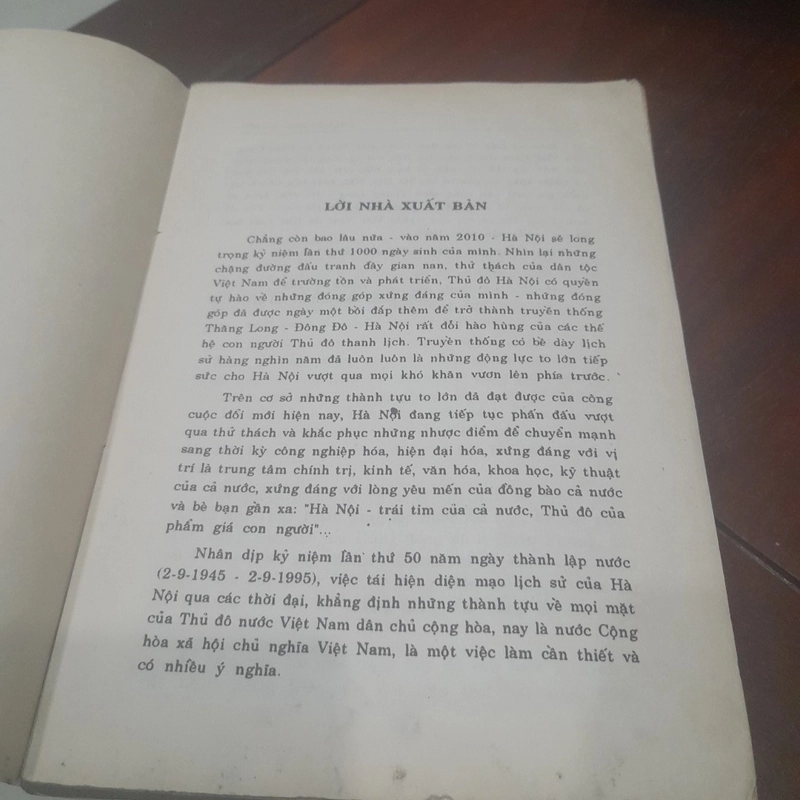 LỜI NHÀ XUẤT BẢN
Chẳng còn bao lâu nữa - vào năm 2010 - Hà Nội sẽ long
trọng kỷ niệm lần thứ 1000 ngày sinh của mình. Nhìn lại những
chặng đường đấu tranh đầy gian nan, thử thách của dân tộc
Việt Nam để trường tồn và phát triển, Thủ đô Hà Nội có quyền
tự hào về những đóng góp xứng đáng của mình - những đóng
góp đã được ngày một bồi đắp thêm để trở thành truyền thống
Thăng Long - Đông Đô - Hà Nội rất đỗi hào hùng của các thế
hệ con người Thủ đô thanh lịch. Truyền thống có bề dày lịch
sử hàng nghìn năm đã luôn luôn là những động lực to lớn tiếp
sức cho Hà Nội vượt qua mọi khó khăn vươn lên phía trước.
Trên cơ sở những thành tựu to lớn đã đạt được của công
cuộc đổi mới hiện nay, Hà Nội đang tiếp tục phấn đấu vượt
qua thử thách và khắc phục những nhược điểm để chuyển mạnh
sang thời kỳ công nghiệp hóa, hiện đại hóa, xứng đáng với vị
trí là trung tâm chính trị, kinh tế, văn hóa, khoa học, kỹ thuật
của cả nước, xứng đáng với lòng yêu mến của đồng bào cả nước
và bè bạn gần xa: "Hà Nội - trái tim của cả nước, Thủ đô của
phẩm giá con người"...
Nhân dịp kỷ niệm lần thứ 50 năm ngày thành lập nước
(2-9-1945 - 2-9-1995), việc tái hiện diện mạo lịch sử của Hà
Nội qua các thời đại, khẳng định những thành tựu về mọi mặt
của Thủ đô nước Việt Nam dân chủ cộng hòa, nay là nước Cộng
hòa xã hội chủ nghĩa Việt Nam, là một việc làm cần thiết và
có nhiều ý nghĩa.